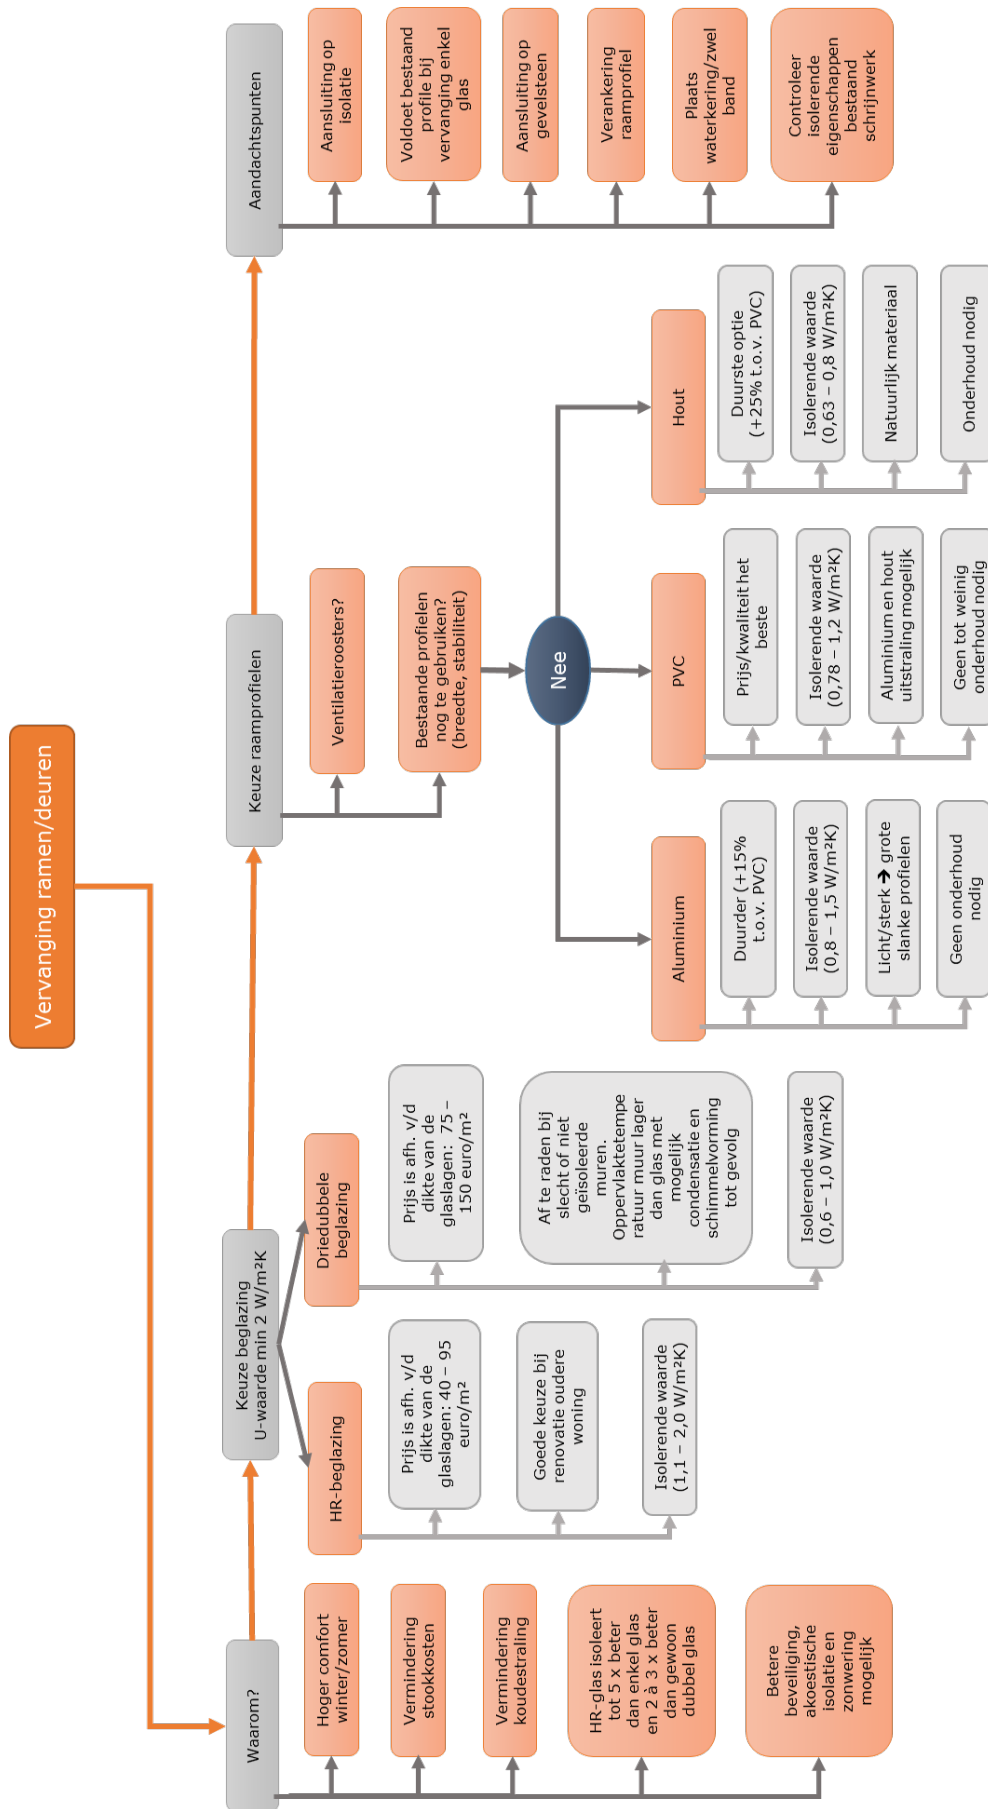 Vervanging ramen/deuren
Waarom?
Hoger comfort
winter/zomer
Vermindering
stookkosten
Vermindering
koudestraling
HR-glas isoleert
tot 5 x beter
dan enkel glas
en 2 à 3 x beter
dan gewoon
dubbel glas
Betere
beveiliging,
akoestische
isolatie en
zonwering
mogelijk
Keuze beglazing
U-waarde min 2 W/m²K
HR-beglazing
Prijs is afh. v/d
dikte van de
glaslagen: 40 – 95
euro/m²
Goede keuze bij
renovatie oudere
woning
Isolerende waarde
(1,1 – 2,0 W/m²K)
Driedubbele
beglazing
Prijs is afh. v/d
dikte van de
glaslagen: 75 –
150 euro/m²
Af te raden bij
slecht of niet
geïsoleerde
muren.
Oppervlaktetempe
ratuur muur lager
dan glas met
mogelijk
condensatie en
schimmelvorming
tot gevolg
Isolerende waarde
(0,6 – 1,0 W/m²K)
Keuze raamprofielen
Ventilatieroosters?
Bestaande profielen
nog te gebruiken?
(breedte, stabiliteit)
Nee
Aluminium
Duurder (+15%
t.o.v. PVC)
Isolerende waarde
(0,8 – 1,5 W/m²K)
Licht/sterk ➔ grote
slanke profielen
Geen onderhoud
nodig
PVC
Prijs/kwaliteit het
beste
Isolerende waarde
(0,78 – 1,2 W/m²K)
Aluminium en hout
uitstraling mogelijk
Geen tot weinig
onderhoud nodig
Hout
Duurste optie
(+25% t.o.v. PVC)
Isolerende waarde
(0,63 – 0,8 W/m²K)
Natuurlijk materiaal
Onderhoud nodig
Aandachtspunten
Aansluiting op
isolatie
Voldoet bestaand
profile bij
vervanging enkel
glas
Aansluiting op
gevelsteen
Verankering
raamprofiel
Plaats
waterkering/zwel
band
Controleer
isolerende
eigenschappen
bestaand
schrijnwerk